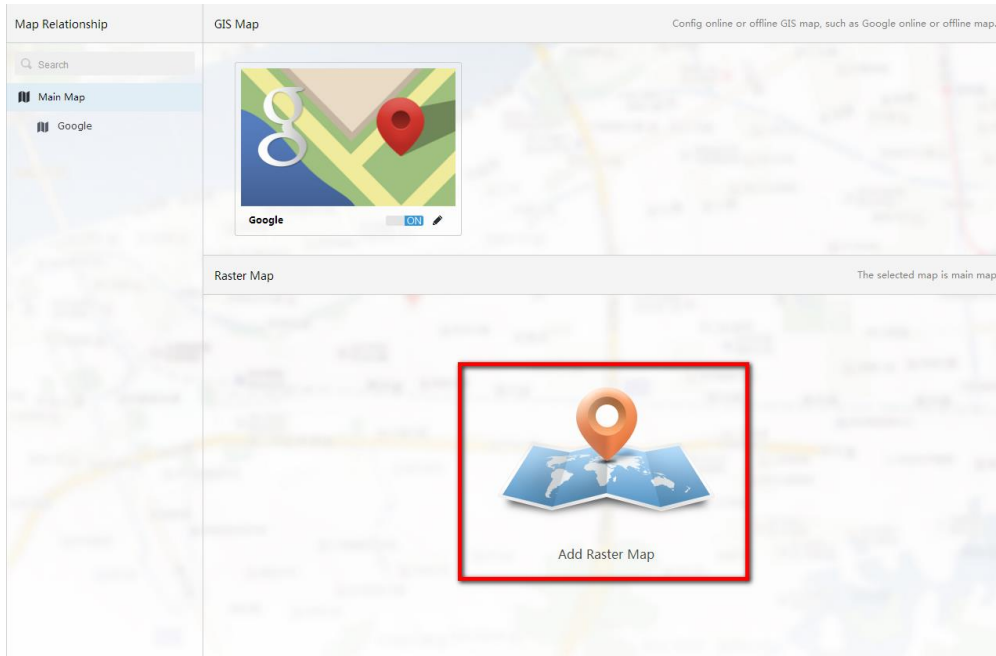 Map Relationship
GIS Map
Config online or offline GIS map, such as Google online or offline map.
Search
Main Map
Google
g
Google
ON
Raster Map
The selected map is main map
Add Raster Map